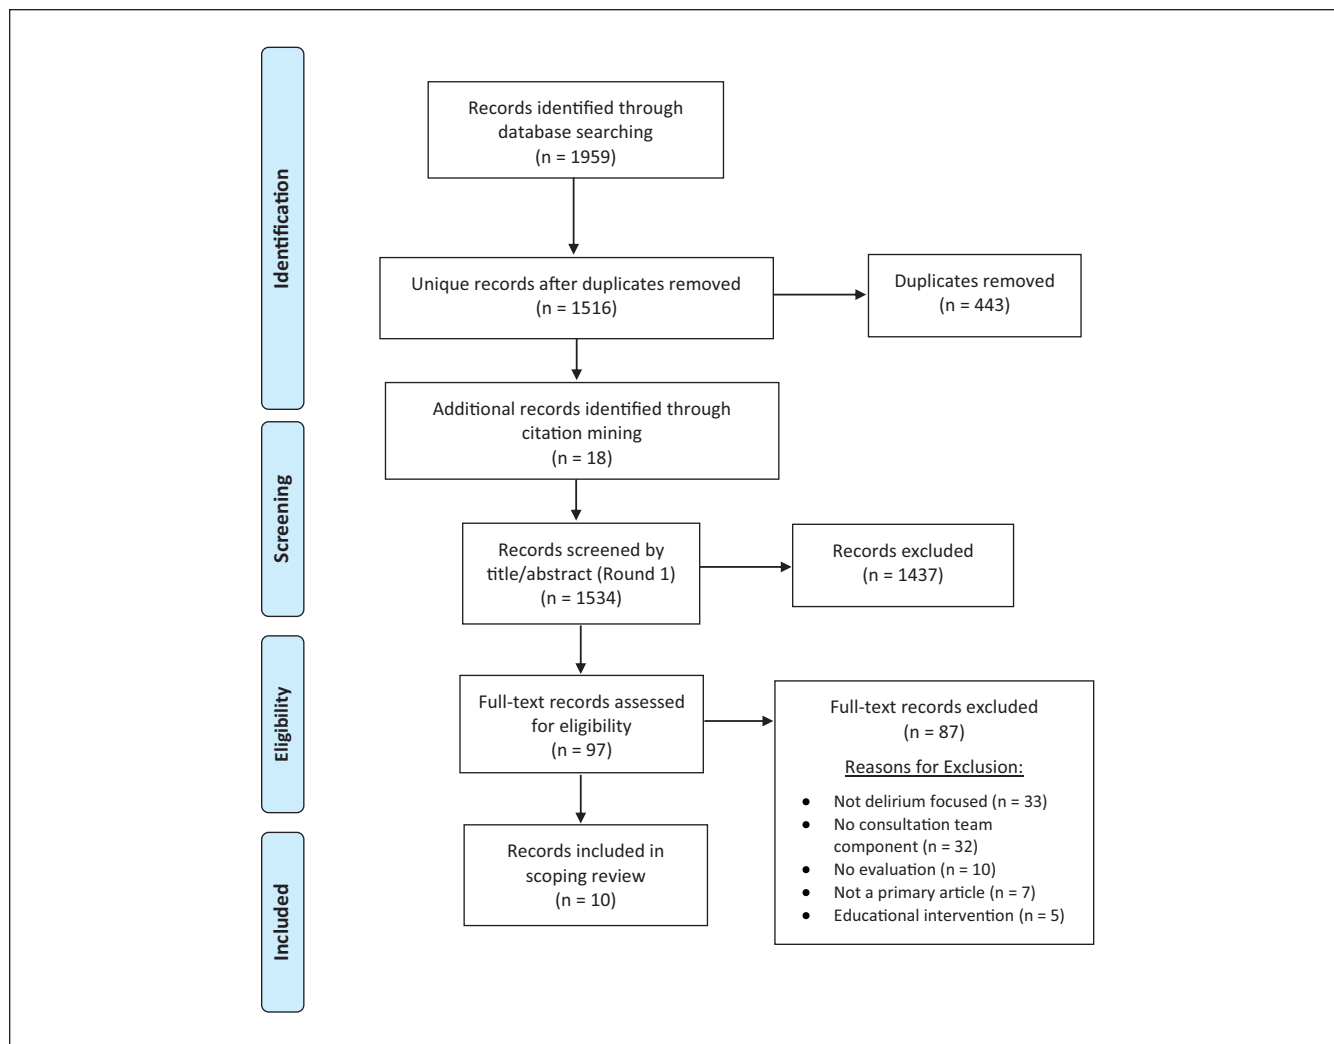 Identification
Records identified through
database searching
(n = 1959)
Unique records after duplicates removed
(n = 1516)
Duplicates removed
(n = 443)
Additional records identified through
citation mining
(n = 18)
Screening
Records screened by
title/abstract (Round 1)
(n = 1534)
Records excluded
(n = 1437)
Eligibility
Full-text records assessed
for eligibility
(n = 97)
Full-text records excluded
(n = 87)
Reasons for Exclusion:
● Not delirium focused (n = 33)
● No consultation team
component (n = 32)
● No evaluation (n = 10)
● Not a primary article (n = 7)
● Educational intervention (n = 5)
Included
Records included in
scoping review
(n = 10)